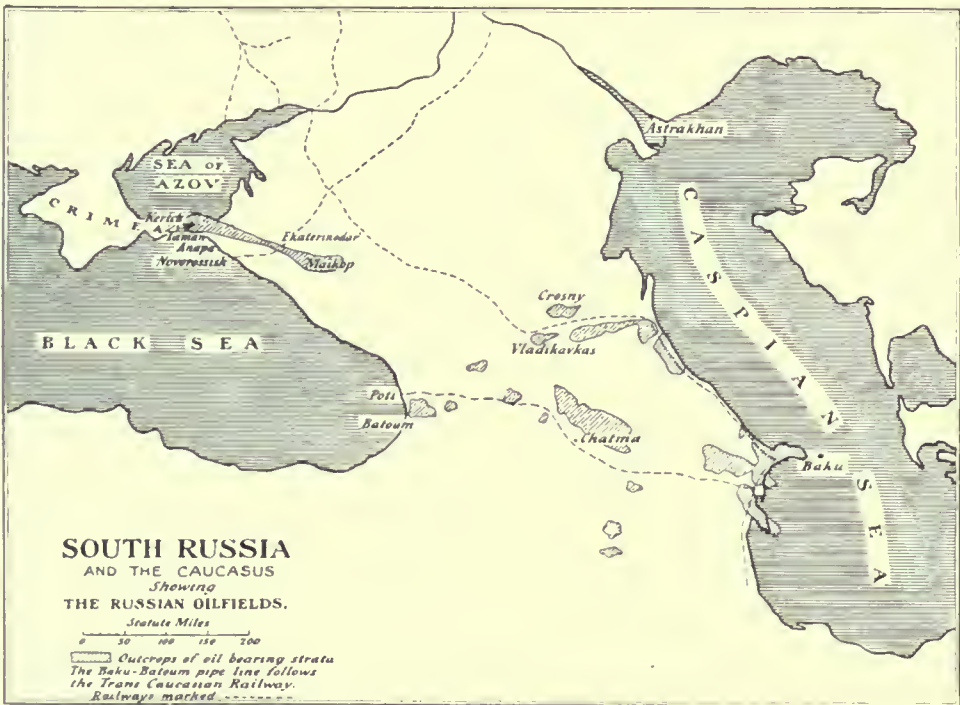 Astrakhan
SEA OF
AZOV
CRIMEA
Kerich
Taman
Anapa
Novorossisk
Ekaterinodar
Maikop
CASPIAN SEA
Grosny
Vladikavkas
BLACK SEA
Poti
Batoum
Chatma
Baku
SOUTH RUSSIA
AND THE CAUCASUS
Showing
THE RUSSIAN OILFIELDS.
Statute Miles
0 50 100 150 200
Outcrops of oil bearing strata
The Baku-Batoum pipe line follows
the Trans Caucasian Railway.
Railways marked